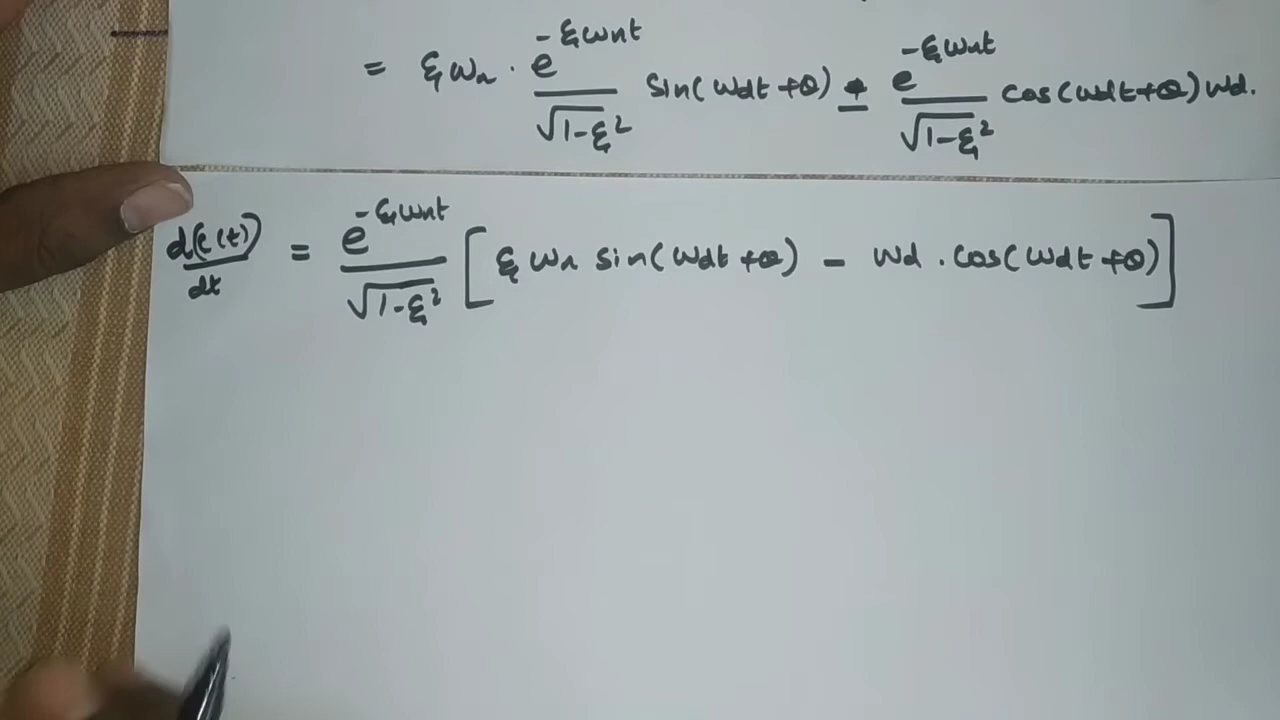 = ξωn · e^-ξωnt / √1-ξ² sin(ωdt+θ) - e^-ξωnt / √1-ξ² cos(ωdt+θ)ωd.
d(c(t)) / dt = e^-ξωnt / √1-ξ² [ξωn sin(ωdt+θ) - ωd . cos(ωdt+θ)]